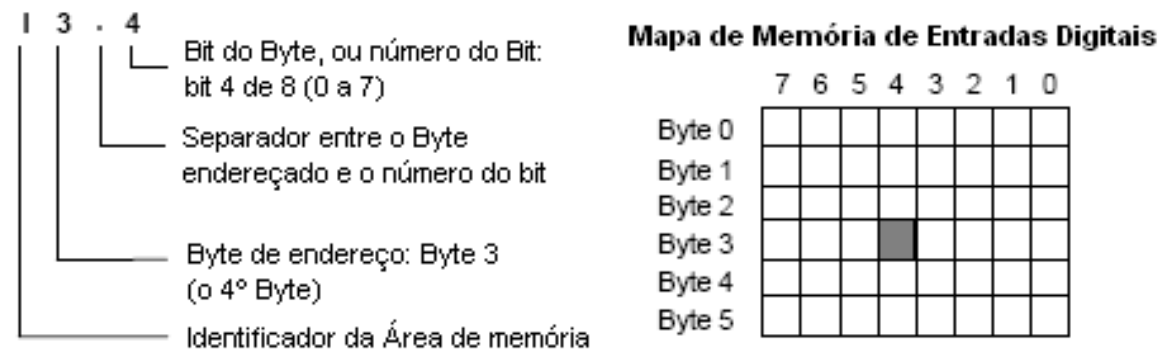 I 3 . 4
Bit do Byte, ou número do Bit:
bit 4 de 8 (0 a 7)
Separador entre o Byte
endereçado e o número do bit
Byte de endereço: Byte 3
(o 4º Byte)
Identificador da Área de memória
Mapa de Memória de Entradas Digitais
7 6 5 4 3 2 1 0
Byte 0
Byte 1
Byte 2
Byte 3
Byte 4
Byte 5